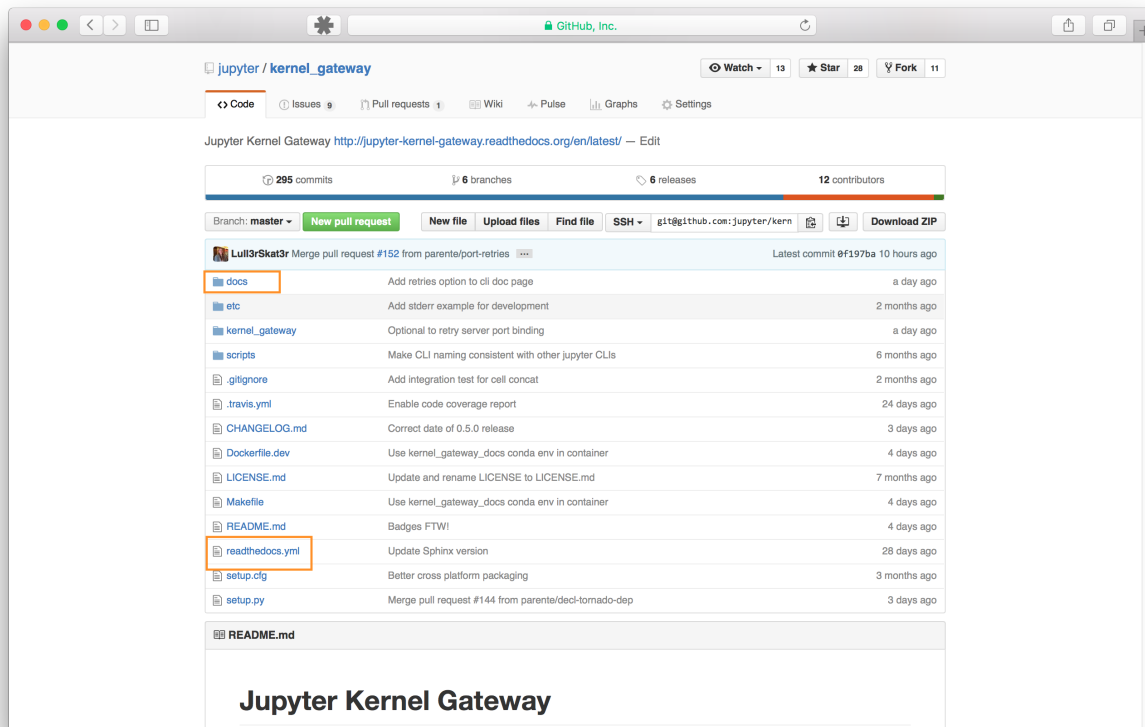 GitHub, Inc.
jupyter / kernel_gateway
Watch 13 Star 28 Fork 11
Code Issues 9 Pull requests 1 Wiki Pulse Graphs Settings
Jupyter Kernel Gateway http://jupyter-kernel-gateway.readthedocs.org/en/latest/ — Edit
295 commits 6 branches 6 releases 12 contributors
Branch: master New pull request New file Upload files Find file SSH git@github.com:jupyter/kern Download ZIP
Lull3rSkat3r Merge pull request #152 from parente/port-retries ... Latest commit 0f197ba 10 hours ago
docs Add retries option to cli doc page a day ago
etc Add stderr example for development 2 months ago
kernel_gateway Optional to retry server port binding a day ago
scripts Make CLI naming consistent with other jupyter CLIs 6 months ago
.gitignore Add integration test for cell concat 2 months ago
.travis.yml Enable code coverage report 24 days ago
CHANGELOG.md Correct date of 0.5.0 release 3 days ago
Dockerfile.dev Use kernel_gateway_docs conda env in container 4 days ago
LICENSE.md Update and rename LICENSE to LICENSE.md 7 months ago
Makefile Use kernel_gateway_docs conda env in container 4 days ago
README.md Badges FTW! 4 days ago
readthedocs.yml Update Sphinx version 28 days ago
setup.cfg Better cross platform packaging 3 months ago
setup.py Merge pull request #144 from parente/decl-tornado-dep 3 days ago
README.md
Jupyter Kernel Gateway